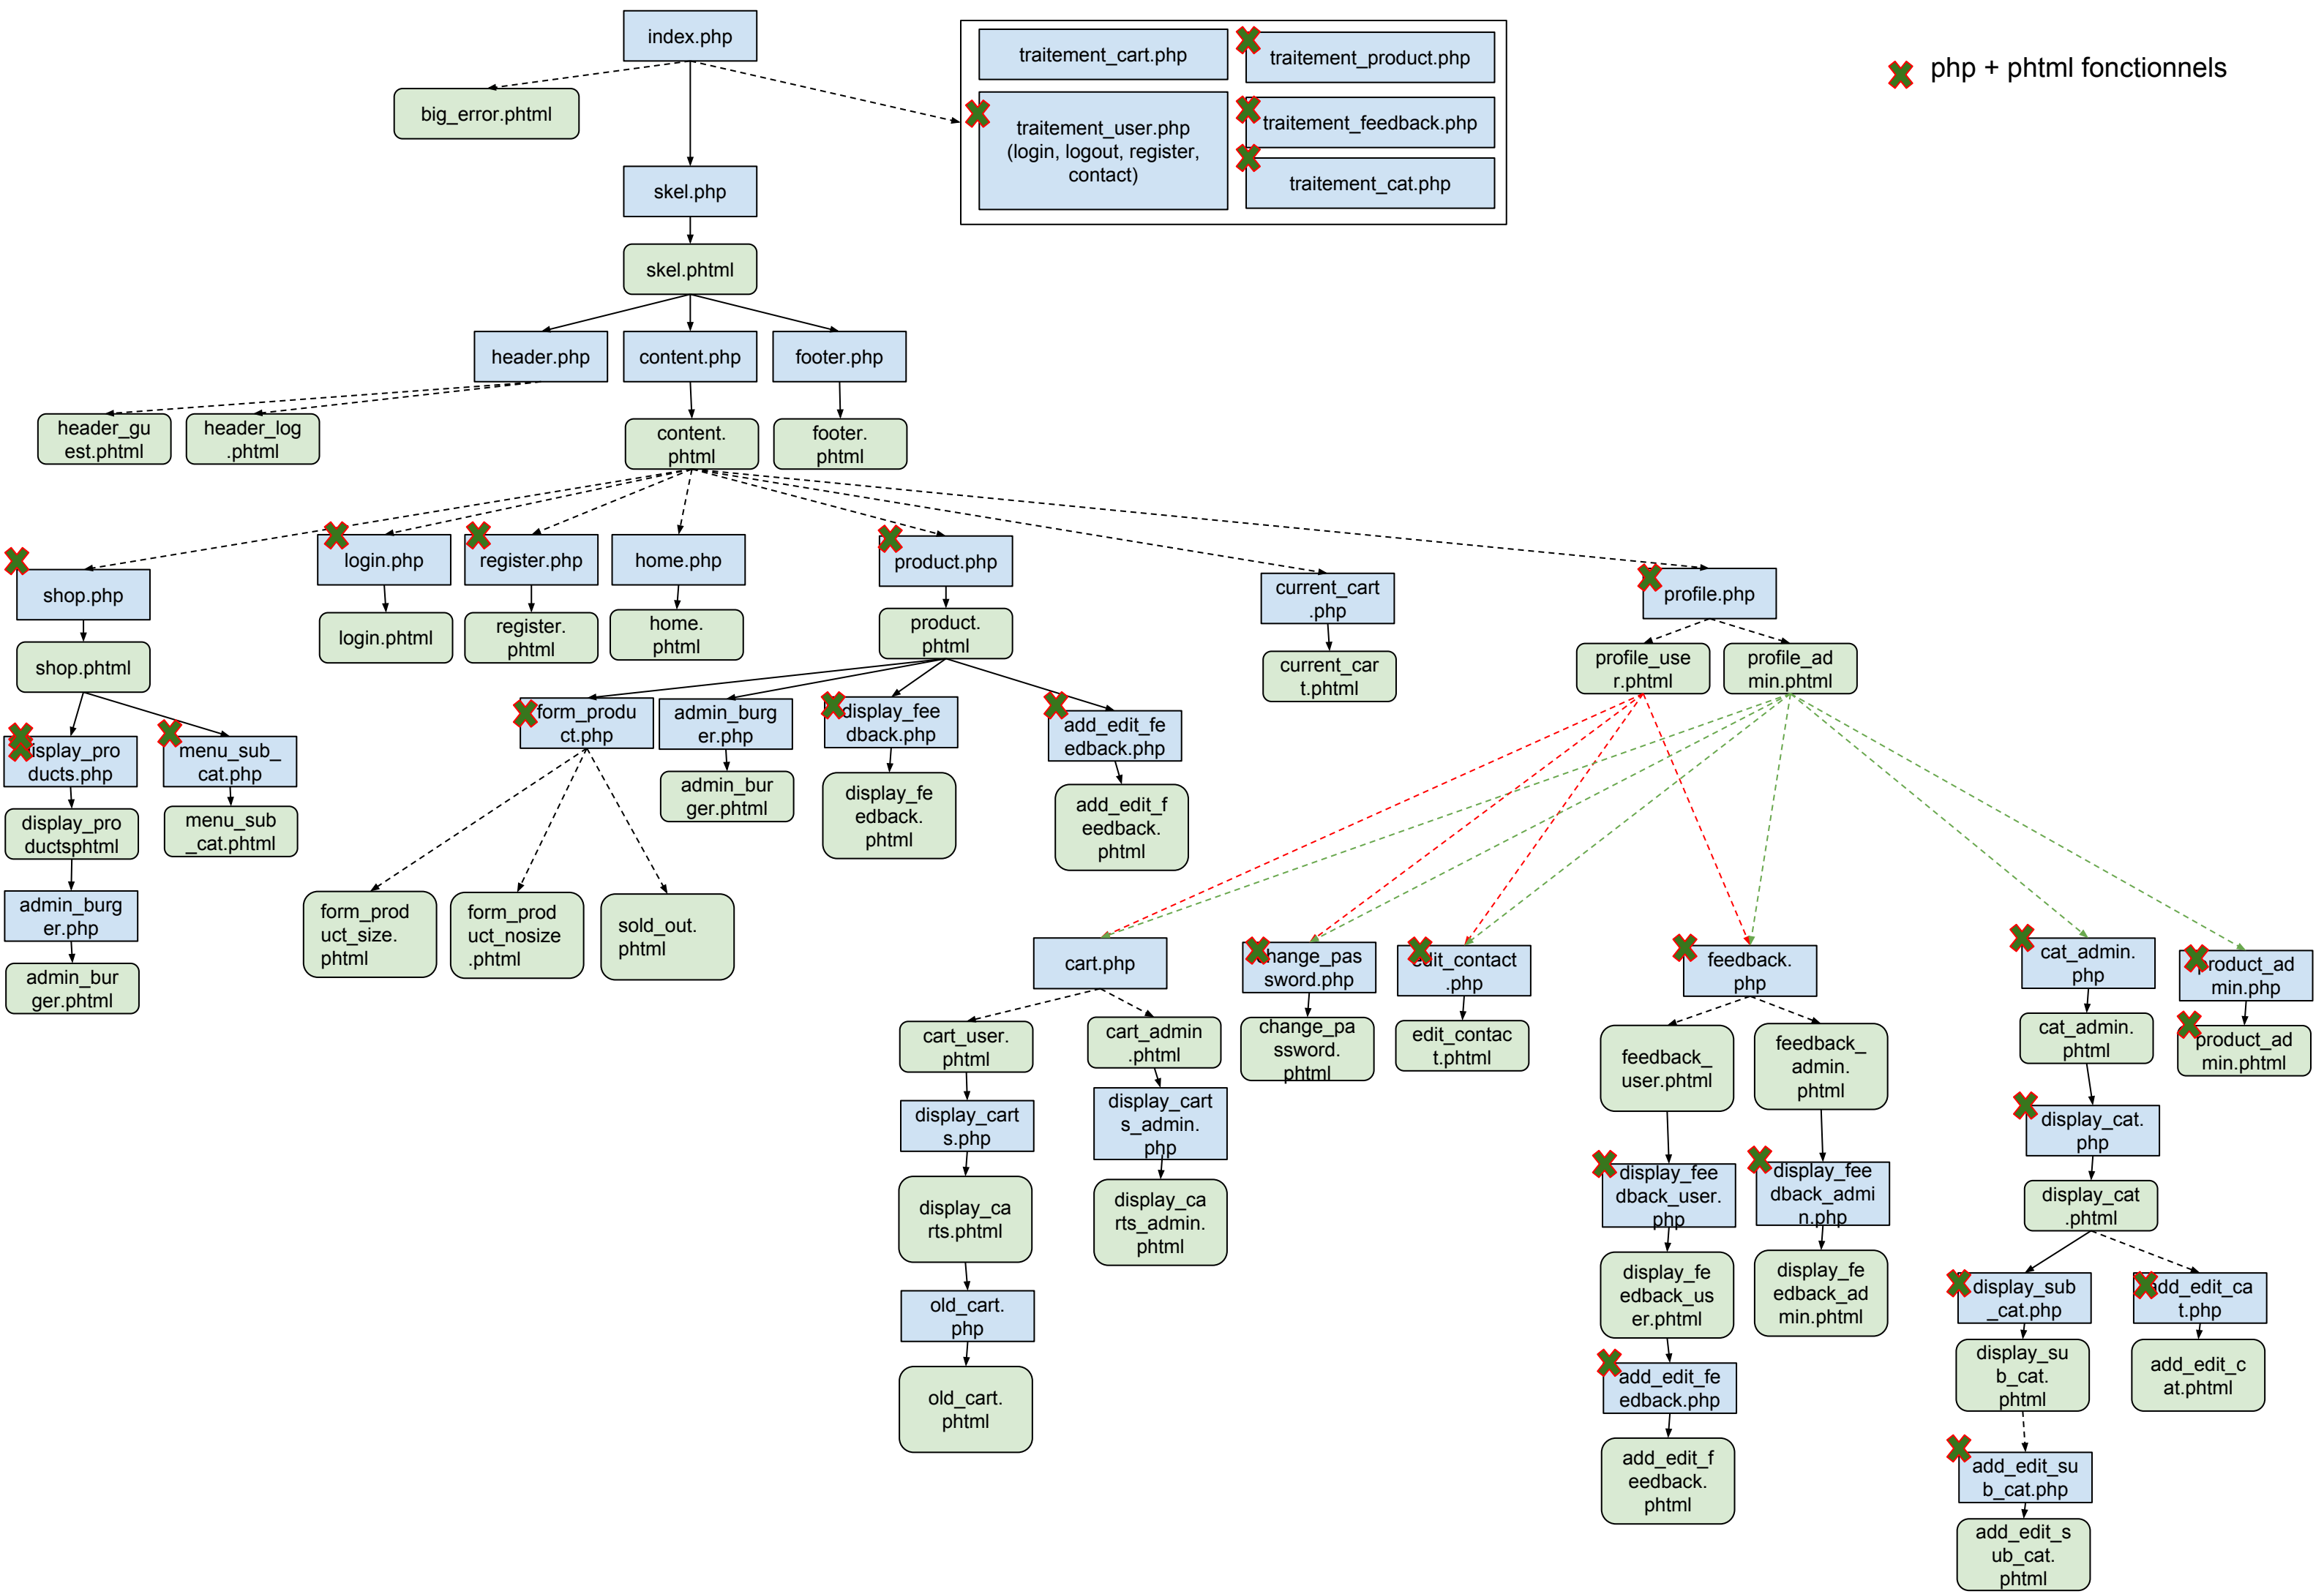 index.php
traitement_cart.php
traitement_product.php
php + phtml fonctionnels
big_error.phtml
traitement_user.php
(login, logout, register,
contact)
traitement_feedback.php
traitement_cat.php
skel.php
skel.phtml
header.php
content.php
footer.php
header_gu
est.phtml
header_log
.phtml
content.
phtml
footer.
phtml
shop.php
login.php
register.php
home.php
product.php
current_cart
.php
profile.php
shop.phtml
login.phtml
register.
phtml
home.
phtml
product.
phtml
current_car
t.phtml
profile_use
r.phtml
profile_ad
min.phtml
display_pro
ducts.php
menu_sub_
cat.php
form_produ
ct.php
admin_burg
er.php
display_fee
dback.php
add_edit_fe
edback.php
display_pro
ductsphtml
menu_sub
_cat.phtml
admin_bur
ger.phtml
display_fe
edback.
phtml
add_edit_f
eedback.
phtml
admin_burg
er.php
form_prod
uct_size.
phtml
form_prod
uct_nosize
.phtml
sold_out.
phtml
admin_bur
ger.phtml
cart.php
change_pas
sword.php
edit_contact
.php
feedback.
php
cat_admin.
php
product_ad
min.php
cart_user.
phtml
cart_admin
.phtml
change_pa
ssword.
phtml
edit_contac
t.phtml
feedback_
user.phtml
feedback_
admin.
phtml
cat_admin.
phtml
product_ad
min.phtml
display_cart
s.php
display_cart
s_admin.
php
display_fee
dback_user.
php
display_fee
dback_admi
n.php
display_cat.
php
display_ca
rts.phtml
display_ca
rts_admin.
phtml
display_fe
edback_us
er.phtml
display_fe
edback_ad
min.phtml
display_cat
.phtml
old_cart.
php
display_sub
_cat.php
add_edit_ca
t.php
old_cart.
phtml
add_edit_fe
edback.php
display_su
b_cat.
phtml
add_edit_c
at.phtml
add_edit_f
eedback.
phtml
add_edit_su
b_cat.php
add_edit_s
ub_cat.
phtml